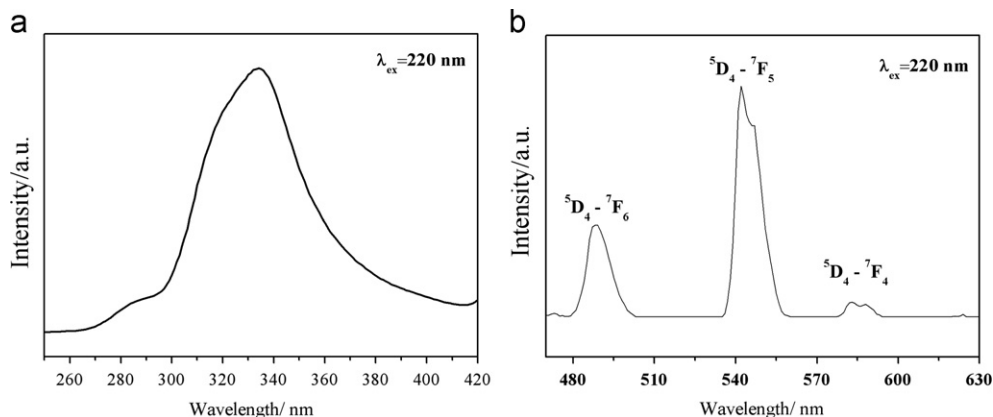 a
λex=220 nm
Intensity/a.u.
260 280 300 320 340 360 380 400 420
Wavelength/ nm
b
⁵D₄ - ⁷F₅
λex=220 nm
⁵D₄ - ⁷F₆
⁵D₄ - ⁷F₄
Intensity/a.u.
480 510 540 570 600 630
Wavelength/ nm